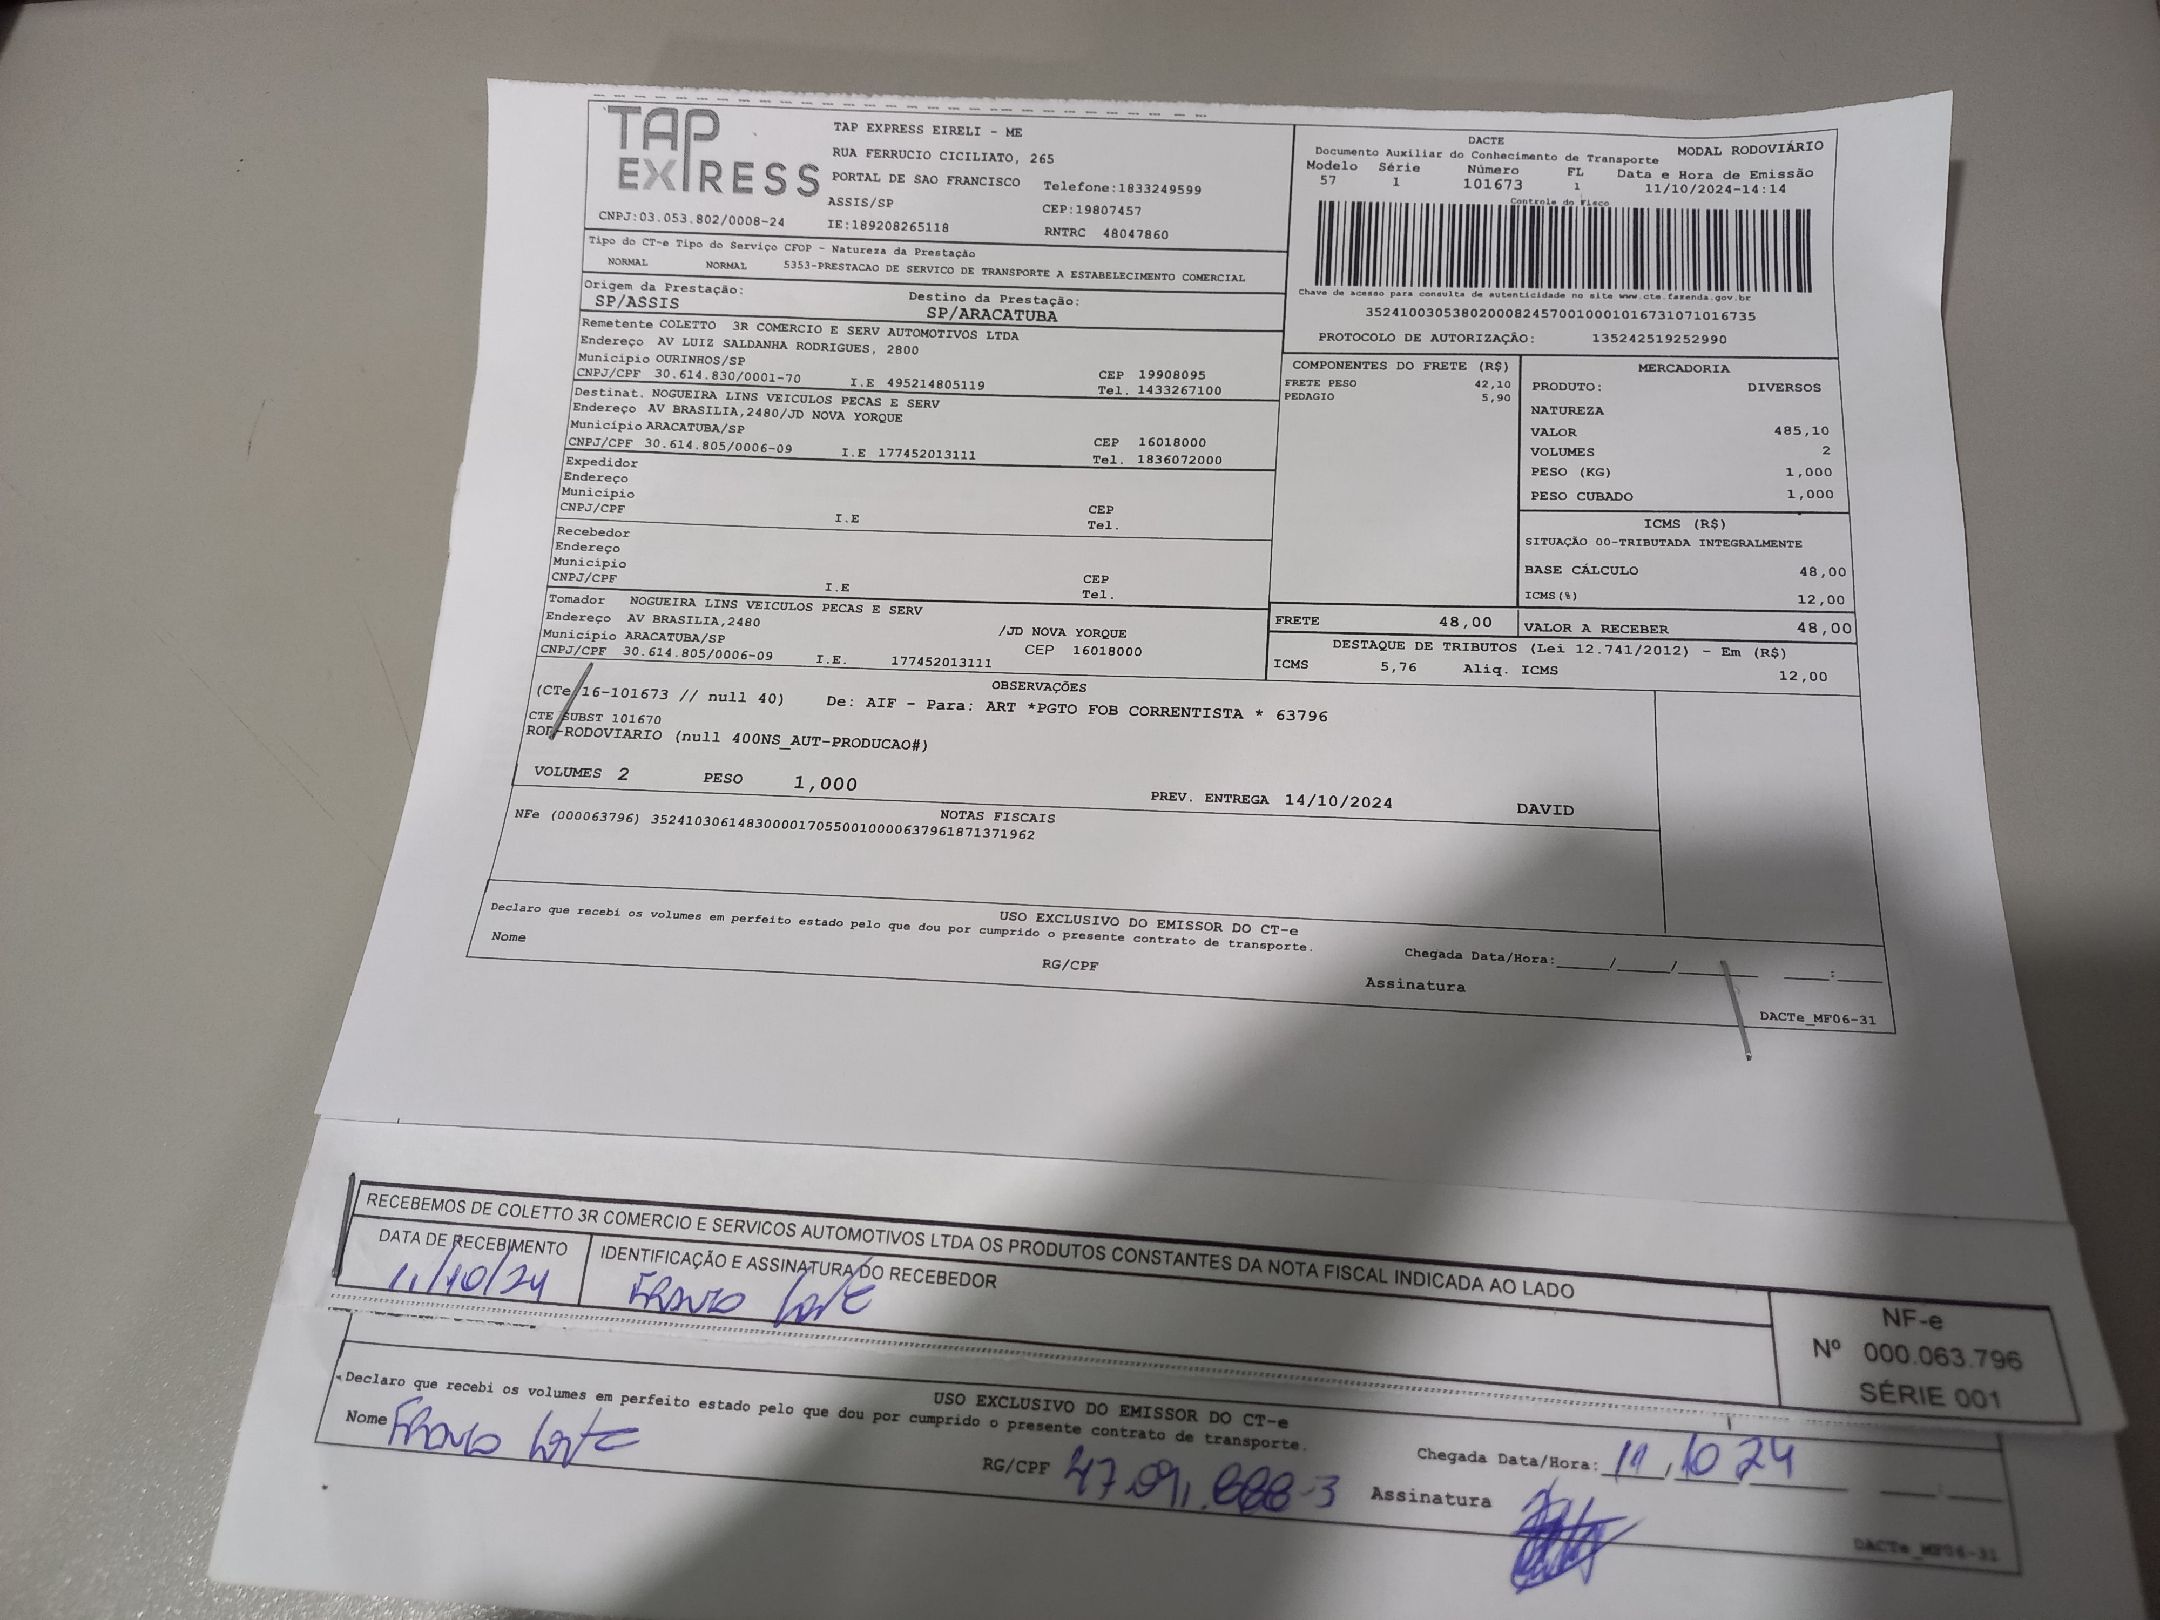 TAP
EXPRESS
TAP EXPRESS EIRELI - ME
RUA FERRUCIO CICILIATO, 265
PORTAL DE SAO FRANCISCO Telefone:1833249599
ASSIS/SP CEP:19807457
CNPJ:03.053.802/0008-24 IE:189208265118 RNTRC 48047860
DACTE MODAL RODOVIÁRIO
Documento Auxiliar do Conhecimento de Transporte
Modelo Série Número FL Data e Hora de Emissão
57 1 101673 1 11/10/2024-14:14
Controle do Fisco
Chave de acesso para consulta de autenticidade no site www.cte.fazenda.gov.br
35241003053802000824570010001016731071016735
PROTOCOLO DE AUTORIZAÇÃO: 135242519252990
Tipo do CT-e Tipo do Serviço CFOP - Natureza da Prestação
NORMAL NORMAL 5353-PRESTACAO DE SERVICO DE TRANSPORTE A ESTABELECIMENTO COMERCIAL
Origem da Prestação: Destino da Prestação:
SP/ASSIS SP/ARACATUBA
Remetente COLETTO 3R COMERCIO E SERV AUTOMOTIVOS LTDA
Endereço AV LUIZ SALDANHA RODRIGUES, 2800
Município OURINHOS/SP CEP 19908095
CNPJ/CPF 30.614.830/0001-70 I.E 495214805119 Tel. 1433267100
Destinat. NOGUEIRA LINS VEICULOS PECAS E SERV
Endereço AV BRASILIA,2480/JD NOVA YORQUE
Município ARACATUBA/SP CEP 16018000
CNPJ/CPF 30.614.805/0006-09 I.E 177452013111 Tel. 1836072000
Expedidor
Endereço
Município CEP
CNPJ/CPF I.E Tel.
Recebedor
Endereço
Município CEP
CNPJ/CPF I.E Tel.
Tomador NOGUEIRA LINS VEICULOS PECAS E SERV
Endereço AV BRASILIA,2480 /JD NOVA YORQUE
Município ARACATUBA/SP CEP 16018000
CNPJ/CPF 30.614.805/0006-09 I.E. 177452013111
COMPONENTES DO FRETE (R$)
FRETE PESO 42,10
PEDAGIO 5,90
MERCADORIA
PRODUTO: DIVERSOS
NATUREZA
VALOR 485,10
VOLUMES 2
PESO (KG) 1,000
PESO CUBADO 1,000
ICMS (R$)
SITUAÇÃO 00-TRIBUTADA INTEGRALMENTE
BASE CÁLCULO 48,00
ICMS(%) 12,00
FRETE 48,00 VALOR A RECEBER 48,00
DESTAQUE DE TRIBUTOS (Lei 12.741/2012) - Em (R$)
ICMS 5,76 Aliq. ICMS 12,00
OBSERVAÇÕES
(CTe/16-101673 // null 40) De: AIF - Para: ART *PGTO FOB CORRENTISTA * 63796
CTE SUBST 101670
ROD-RODOVIARIO (null 400NS_AUT-PRODUCAO#)
VOLUMES 2 PESO 1,000 PREV. ENTREGA 14/10/2024 DAVID
NOTAS FISCAIS
NFe (000063796) 35241030614830000170550010000637961871371962
USO EXCLUSIVO DO EMISSOR DO CT-e
Declaro que recebi os volumes em perfeito estado pelo que dou por cumprido o presente contrato de transporte.
Nome RG/CPF Chegada Data/Hora:____/____/____ ____:____
Assinatura
DACTe_MF06-31
RECEBEMOS DE COLETTO 3R COMERCIO E SERVICOS AUTOMOTIVOS LTDA OS PRODUTOS CONSTANTES DA NOTA FISCAL INDICADA AO LADO
DATA DE RECEBIMENTO IDENTIFICAÇÃO E ASSINATURA DO RECEBEDOR
11/10/24
NF-e
Nº 000.063.796
SÉRIE 001
USO EXCLUSIVO DO EMISSOR DO CT-e
Declaro que recebi os volumes em perfeito estado pelo que dou por cumprido o presente contrato de transporte.
Nome RG/CPF 47.091.888-3 Chegada Data/Hora: 11,10 24
Assinatura
DACTe_MF06-31